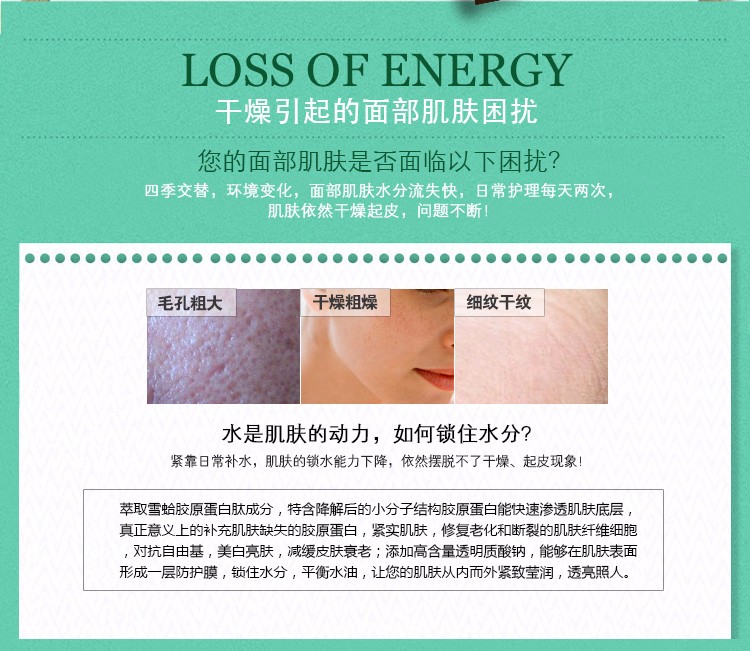 LOSS OF ENERGY
干燥引起的面部肌肤困扰
您的面部肌肤是否面临以下困扰？
四季交替，环境变化，面部肌肤水分流失快，日常护理每天两次，
肌肤依然干燥起皮，问题不断！
毛孔粗大 干燥粗燥 细纹干纹
水是肌肤的动力，如何锁住水分？
紧靠日常补水，肌肤的锁水能力下降，依然摆脱不了干燥、起皮现象！
萃取雪蛤胶原蛋白肽成分，特含降解后的小分子结构胶原蛋白能快速渗透肌肤底层，
真正意义上的补充肌肤缺失的胶原蛋白，紧实肌肤，修复老化和断裂的肌肤纤维细胞
，对抗自由基，美白亮肤，减缓皮肤衰老；添加高含量透明质酸钠，能够在肌肤表面
形成一层防护膜，锁住水分，平衡水油，让您的肌肤从内而外紧致莹润，透亮照人。